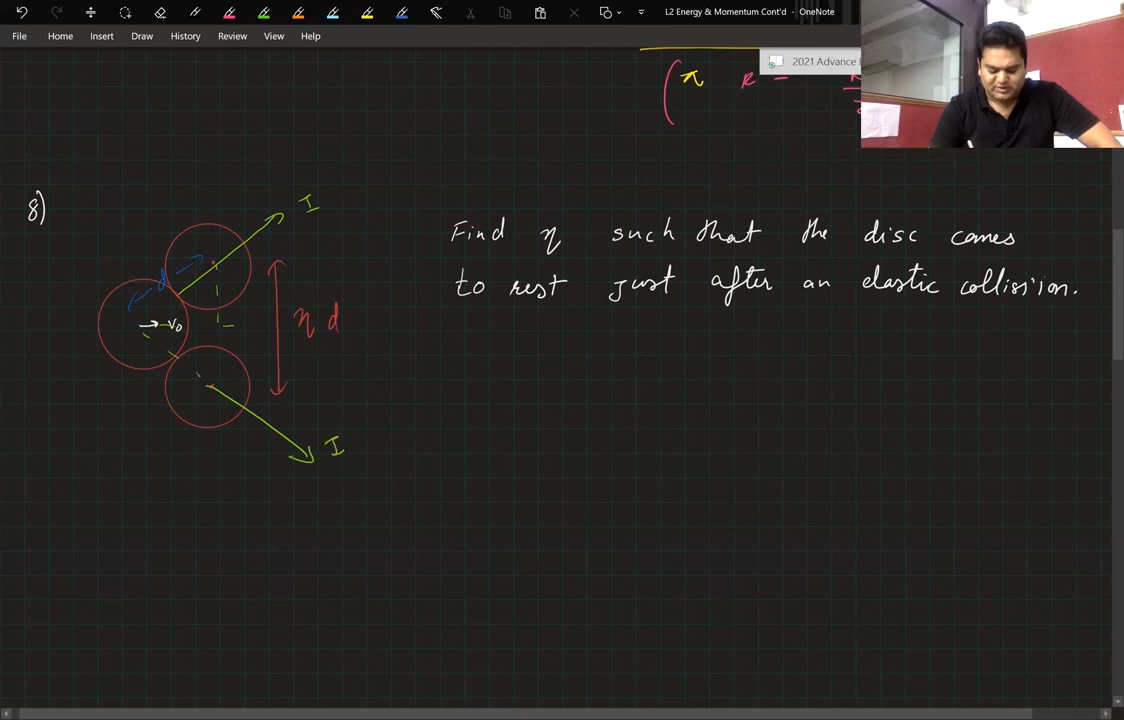 L2 Energy & Momentum Cont'd - OneNote
File Home Insert Draw History Review View Help
2021 Advance
π R =
8)
I
d
v₀
η d
I
Find η such that the disc comes
to rest just after an elastic collision.